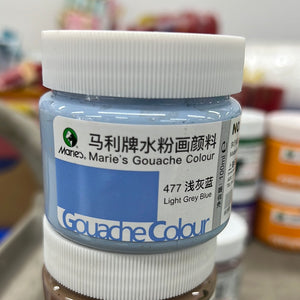 Marie's
马利牌水粉画颜料
Marie's Gouache Colour
477 浅灰蓝
Light Grey Blue
Gouache Colour
100ml